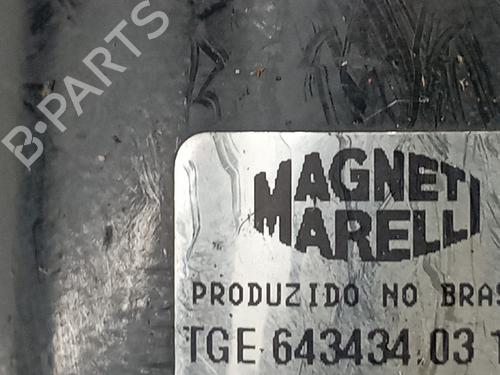 B-PARTS
MAGNETI
MARELLI
PRODUZIDO NO BRAS
TGE 643434.03